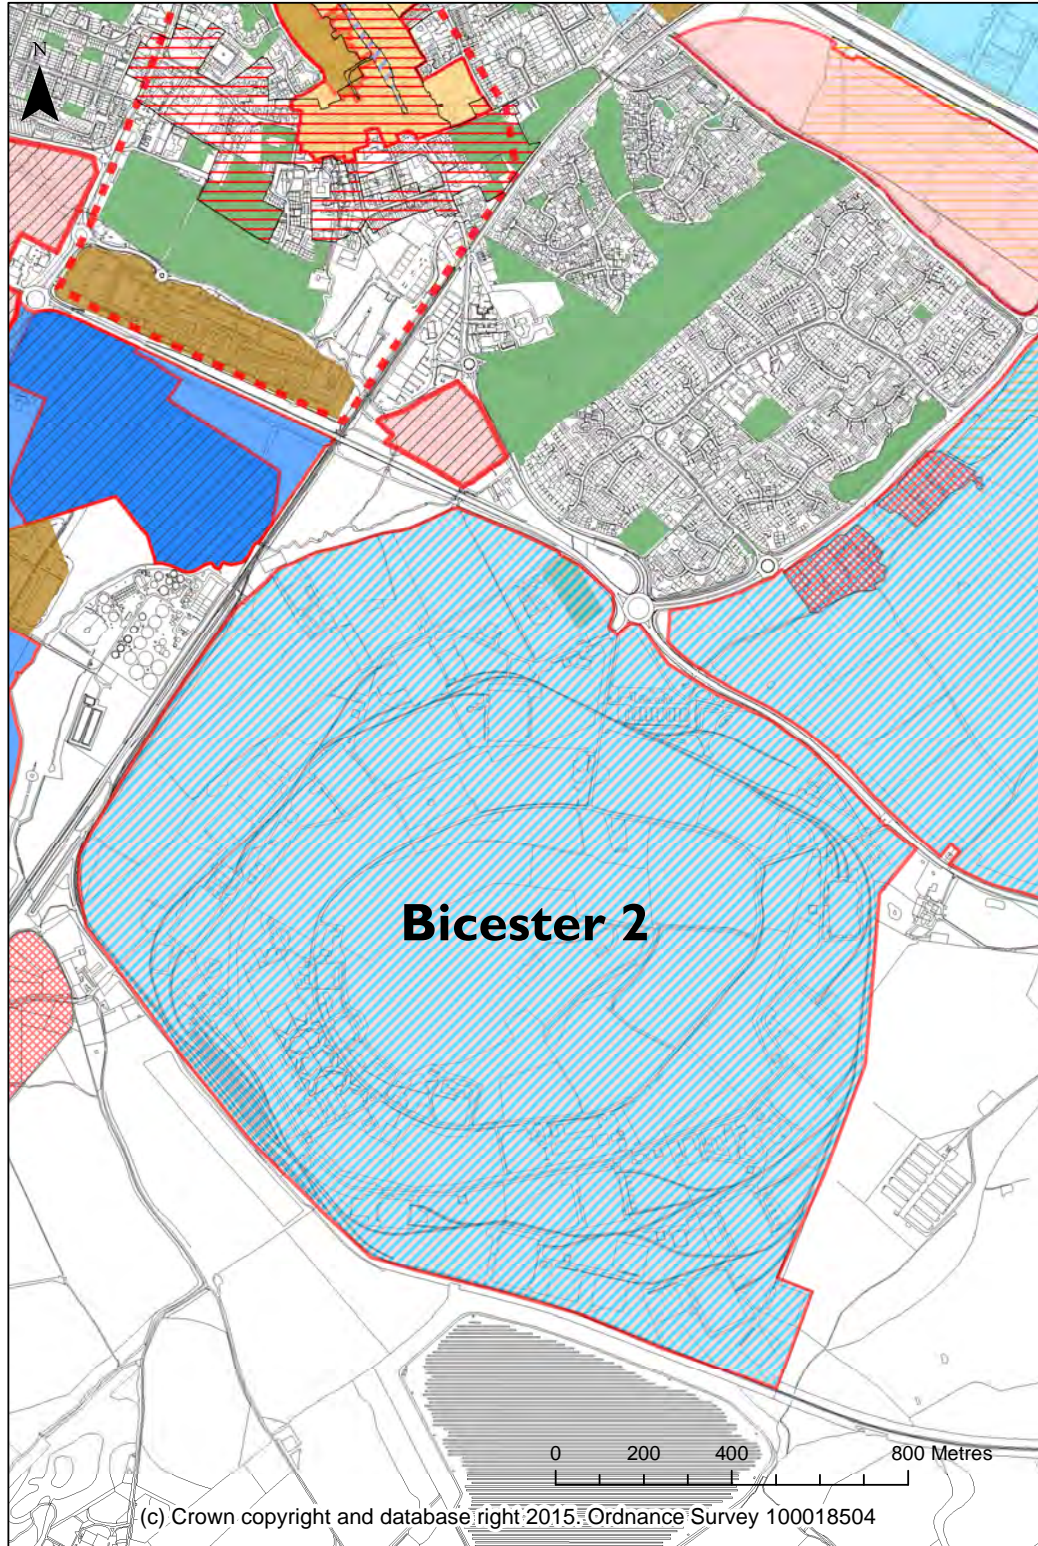 N
Bicester 2
0 200 400 800 Metres
(c) Crown copyright and database right 2015. Ordnance Survey 100018504